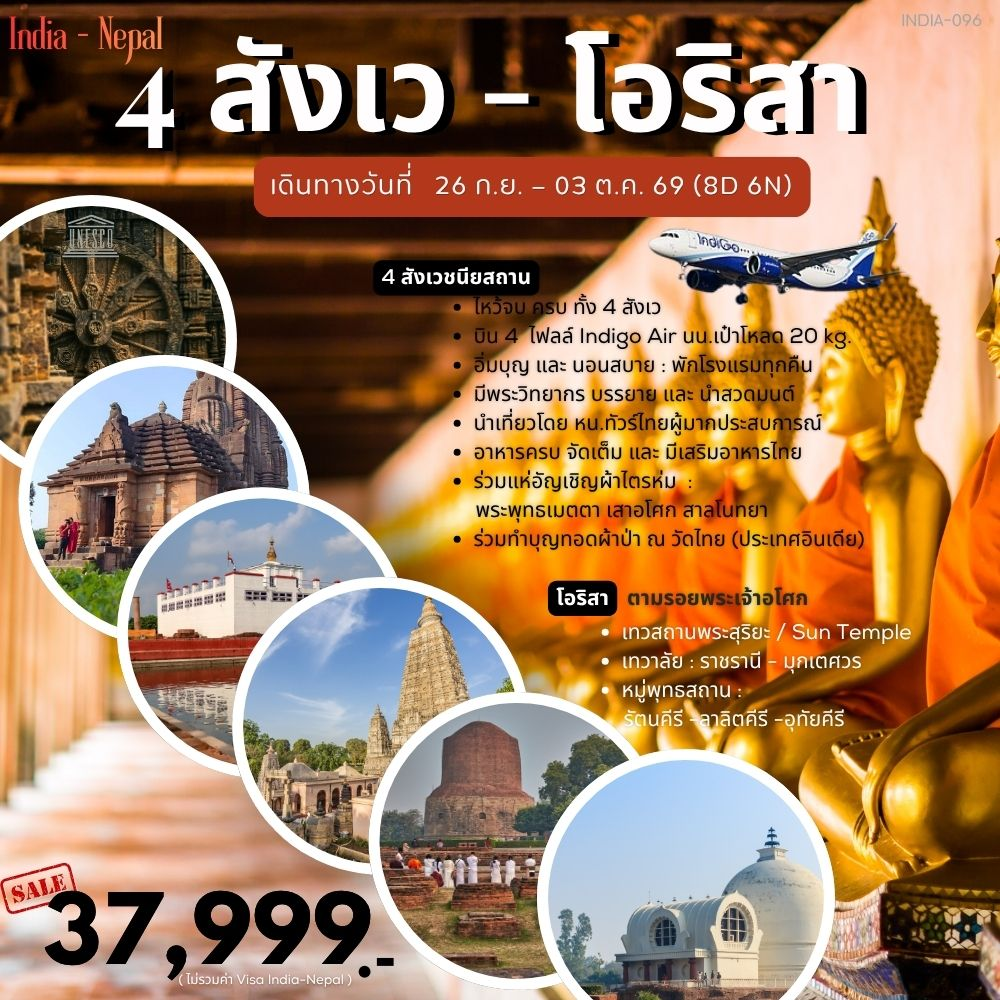 India - Nepal
INDIA-096
4 สังเว - โอริสา
เดินทางวันที่ 26 ก.ย. – 03 ต.ค. 69 (8D 6N)
UNESCO
IndiGo
4 สังเวชนียสถาน
• ไหว้จบ ครบ ทั้ง 4 สังเว
• บิน 4 ไฟลล์ Indigo Air นน.เป๋าโหลด 20 kg.
• อิ่มบุญ และ นอนสบาย : พักโรงแรมทุกคืน
• มีพระวิทยากร บรรยาย และ นำสวดมนต์
• นำเที่ยวโดย หน.ทัวร์ไทยผู้มากประสบการณ์
• อาหารครบ จัดเต็ม และ มีเสริมอาหารไทย
• ร่วมแห่อัญเชิญผ้าไตรห่ม :
พระพุทธเมตตา เสาอโศก สาลโนทยา
• ร่วมทำบุญทอดผ้าป่า ณ วัดไทย (ประเทศอินเดีย)
โอริสา ตามรอยพระเจ้าอโศก
• เทวสถานพระสุริยะ / Sun Temple
• เทวาลัย : ราชรานี - มุกเตศวร
• หมู่พุทธสถาน :
รัตนคีรี -ลาลิตคีรี -อุทัยคีรี
SALE
37,999.-
( ไม่รวมค่า Visa India-Nepal )